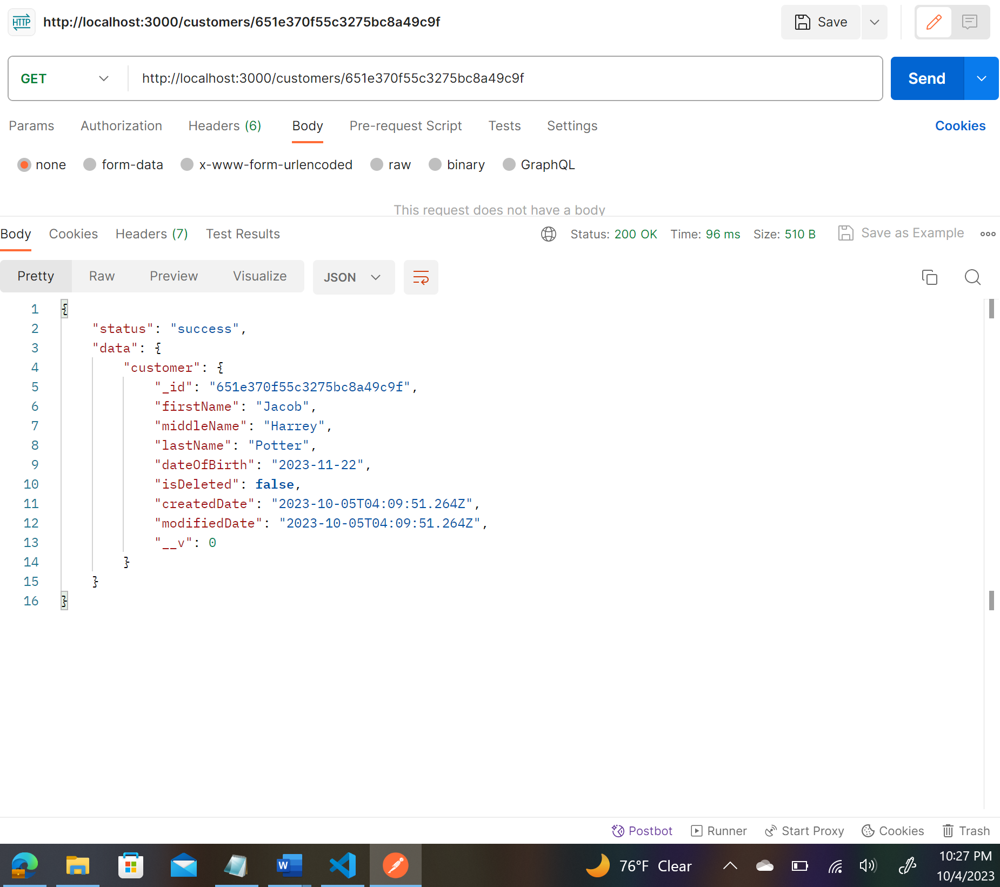 HTTP http://localhost:3000/customers/651e370f55c3275bc8a49c9f Save
GET http://localhost:3000/customers/651e370f55c3275bc8a49c9f Send
Params Authorization Headers (6) Body Pre-request Script Tests Settings Cookies
none form-data x-www-form-urlencoded raw binary GraphQL
This request does not have a body
Body Cookies Headers (7) Test Results Status: 200 OK Time: 96 ms Size: 510 B Save as Example
Pretty Raw Preview Visualize JSON
1 {
2 "status": "success",
3 "data": {
4 "customer": {
5 "_id": "651e370f55c3275bc8a49c9f",
6 "firstName": "Jacob",
7 "middleName": "Harrey",
8 "lastName": "Potter",
9 "dateOfBirth": "2023-11-22",
10 "isDeleted": false,
11 "createdDate": "2023-10-05T04:09:51.264Z",
12 "modifiedDate": "2023-10-05T04:09:51.264Z",
13 "__v": 0
14 }
15 }
16 }
Postbot Runner Start Proxy Cookies Trash
W 76°F Clear 10:27 PM
10/4/2023